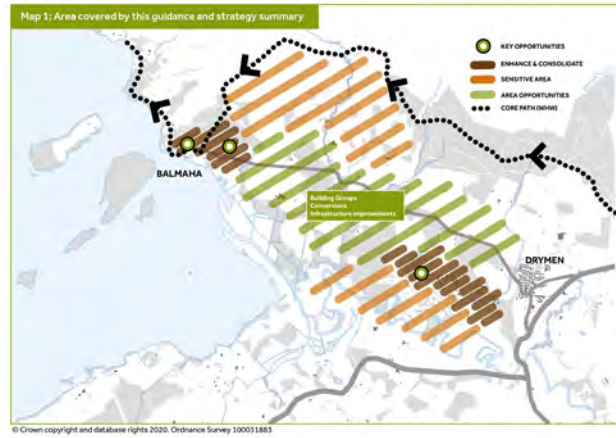 Map 1: Area covered by this guidance and strategy summary
KEY OPPORTUNITIES
ENHANCE & CONSOLIDATE
SENSITIVE AREA
AREA OPPORTUNITIES
CORE PATH (WHW)
BALMAHA
Building Groups
Conversions
Infrastructure improvements
DRYMEN
© Crown copyright and database rights 2020. Ordnance Survey 100031883